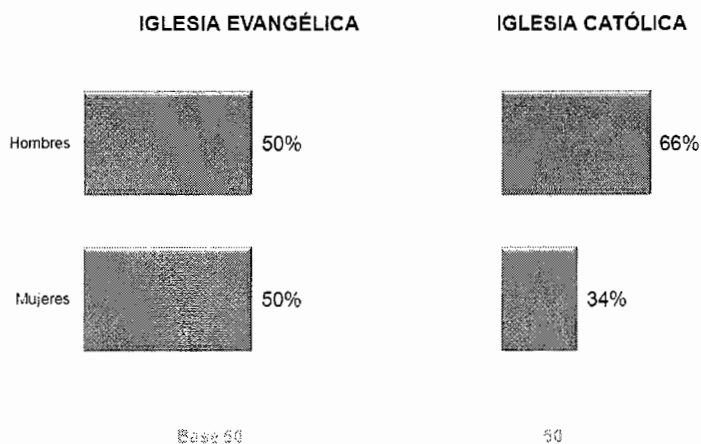 IGLESIA EVANGÉLICA IGLESIA CATÓLICA
Hombres 50% 66%
Mujeres 50% 34%
Base 50 50